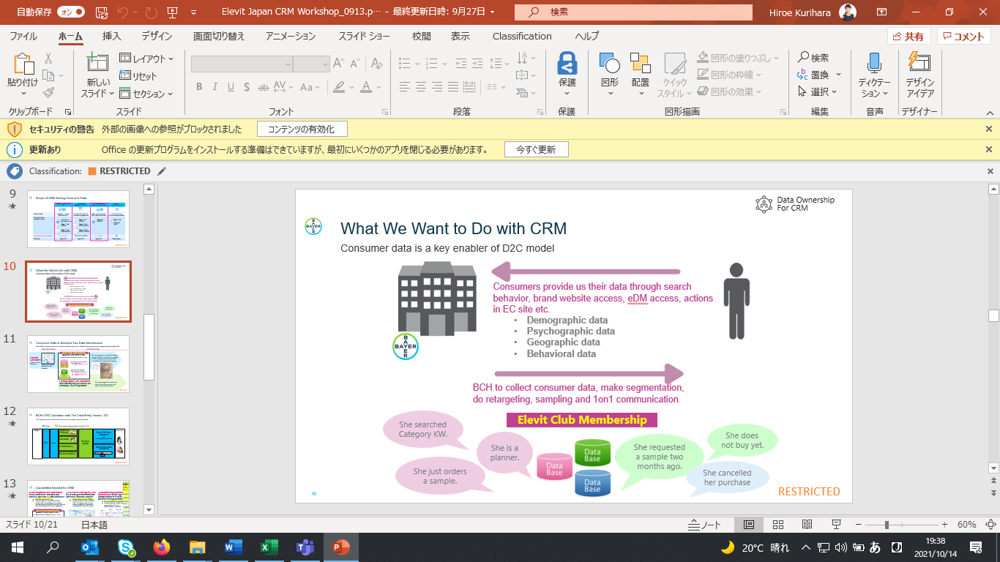 自動保存 オン Elevit Japan CRM Workshop_0913.p… - 最終更新日時: 9月27日 検索 Hiroe Kurihara
ファイル ホーム 挿入 デザイン 画面切り替え アニメーション スライド ショー 校閲 表示 Classification ヘルプ 共有 コメント
貼り付け 新しい スライド レイアウト リセット セクション
B I U S ab AV Aa A
保護 図形 配置 クイック スタイル 図形の塗りつぶし 図形の枠線 図形の効果
検索 置換 選択 ディクテーション デザイン アイデア
クリップボード スライド フォント 段落 保護 図形描画 編集 音声 デザイナー
セキュリティの警告 外部の画像への参照がブロックされました コンテンツの有効化
更新あり Office の更新プログラムをインストールする準備はできていますが、最初にいくつかのアプリを閉じる必要があります。 今すぐ更新
Classification: RESTRICTED
9
Scope of CRM Having Consumer Data
10
What We Want to Do with CRM
11
Consumer Data is Saved in Two Data Warehouses
12
13
Capabilities Needed for CRM
Data Ownership
For CRM
BAYER
What We Want to Do with CRM
Consumer data is a key enabler of D2C model
Consumers provide us their data through search
behavior, brand website access, eDM access, actions
in EC site etc.
• Demographic data
• Psychographic data
• Geographic data
• Behavioral data
BAYER
BCH to collect consumer data, make segmentation,
do retargeting, sampling and 1on1 communication.
Elevit Club Membership
She searched
Category KW.
She is a
planner.
She just orders
a sample.
Data
Base
Data
Base
Data
Base
She requested
a sample two
months ago.
She does
not buy yet.
She cancelled
her purchase
10
RESTRICTED
スライド 10/21 日本語 ノート 60%
20°C 晴れ あ 19:38
2021/10/14